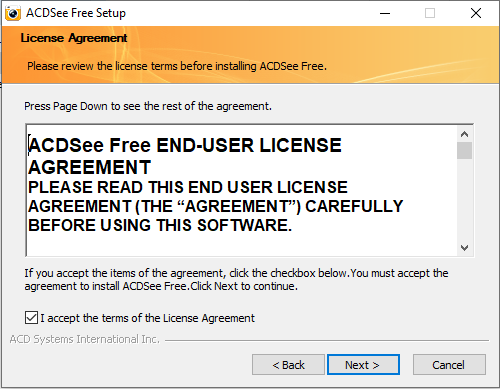 ACDSee Free Setup
License Agreement
Please review the license terms before installing ACDSee Free.
Press Page Down to see the rest of the agreement.
ACDSee Free END-USER LICENSE
AGREEMENT
PLEASE READ THIS END USER LICENSE
AGREEMENT (THE “AGREEMENT”) CAREFULLY
BEFORE USING THIS SOFTWARE.
If you accept the items of the agreement, click the checkbox below.You must accept the
agreement to install ACDSee Free.Click Next to continue.
I accept the terms of the License Agreement
ACD Systems International Inc.
< Back Next > Cancel